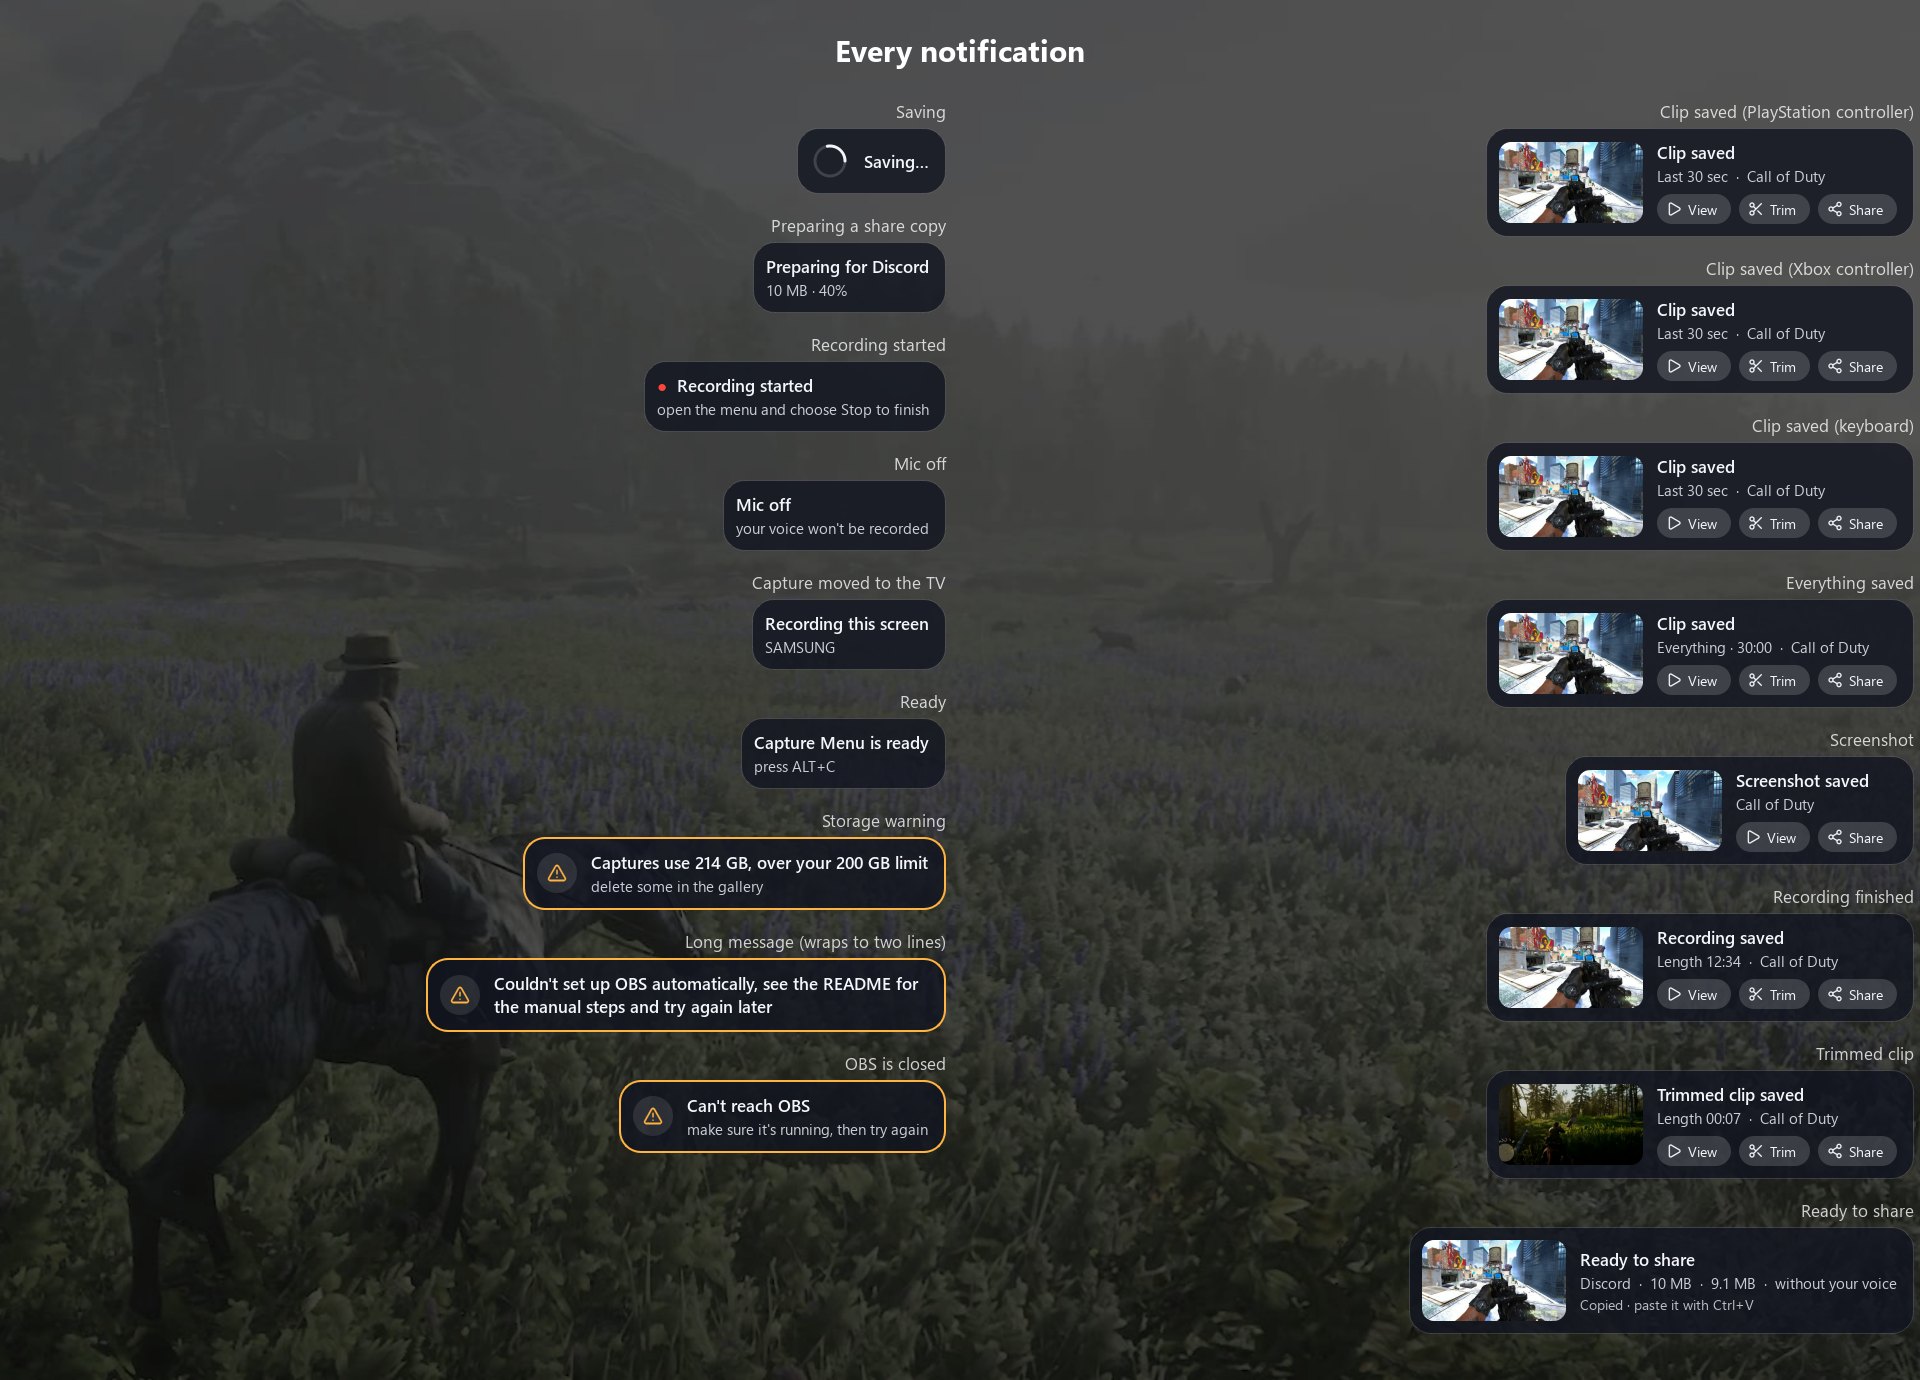 Every notification
Saving
Saving...
Preparing a share copy
Preparing for Discord
10 MB · 40%
Recording started
Recording started
open the menu and choose Stop to finish
Mic off
Mic off
your voice won't be recorded
Capture moved to the TV
Recording this screen
SAMSUNG
Ready
Capture Menu is ready
press ALT+C
Storage warning
Captures use 214 GB, over your 200 GB limit
delete some in the gallery
Long message (wraps to two lines)
Couldn't set up OBS automatically, see the README for
the manual steps and try again later
OBS is closed
Can't reach OBS
make sure it's running, then try again
Clip saved (PlayStation controller)
Clip saved
Last 30 sec · Call of Duty
View Trim Share
Clip saved (Xbox controller)
Clip saved
Last 30 sec · Call of Duty
View Trim Share
Clip saved (keyboard)
Clip saved
Last 30 sec · Call of Duty
View Trim Share
Everything saved
Clip saved
Everything · 30:00 · Call of Duty
View Trim Share
Screenshot
Screenshot saved
Call of Duty
View Share
Recording finished
Recording saved
Length 12:34 · Call of Duty
View Trim Share
Trimmed clip
Trimmed clip saved
Length 00:07 · Call of Duty
View Trim Share
Ready to share
Ready to share
Discord · 10 MB · 9.1 MB · without your voice
Copied · paste it with Ctrl+V